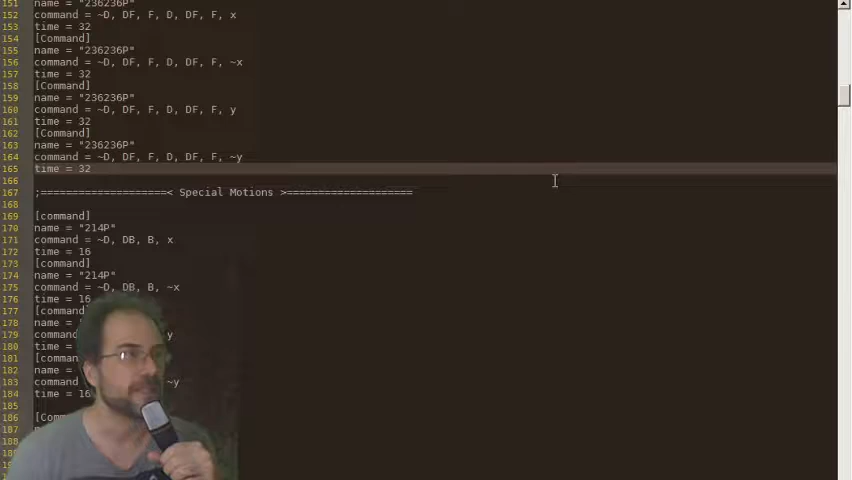 151 name = "236236P"
152 command = ~D, DF, F, D, DF, F, x
153 time = 32
154 [Command]
155 name = "236236P"
156 command = ~D, DF, F, D, DF, F, ~x
157 time = 32
158 [Command]
159 name = "236236P"
160 command = ~D, DF, F, D, DF, F, y
161 time = 32
162 [Command]
163 name = "236236P"
164 command = ~D, DF, F, D, DF, F, ~y
165 time = 32
166
167 ;=====================< Special Motions >====================
168
169 [command]
170 name = "214P"
171 command = ~D, DB, B, x
172 time = 16
173 [command]
174 name = "214P"
175 command = ~D, DB, B, ~x
176 time = 16
177 [command]
178 name =
179 command y
180 time =
181 [comman
182 name =
183 command ~y
184 time = 16
185
186 [Comm
187
188